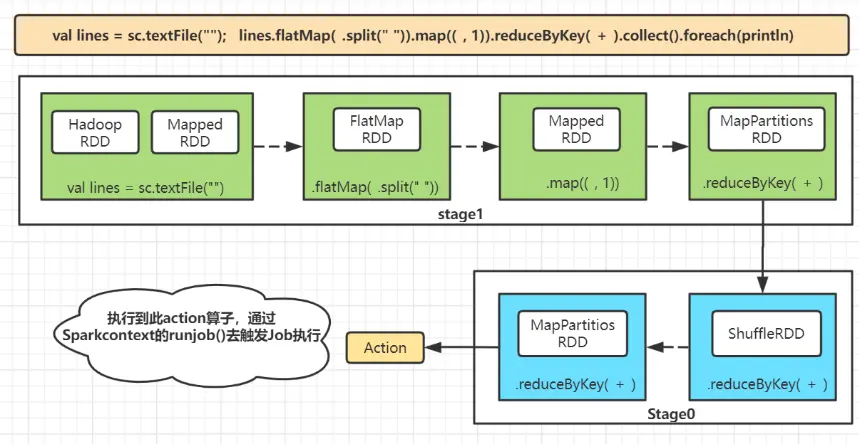 val lines = sc.textFile("");   lines.flatMap( .split(" ")).map(( , 1)).reduceByKey( + ).collect().foreach(println)
Hadoop
RDD
Mapped
RDD
val lines = sc.textFile("")
FlatMap
RDD
.flatMap( .split(" "))
Mapped
RDD
.map(( , 1))
MapPartitions
RDD
.reduceByKey( + )
stage1
执行到此action算子，通过
Sparkcontext的runjob()去触发Job执行
Action
MapPartitios
RDD
.reduceByKey( + )
ShuffleRDD
.reduceByKey( + )
Stage0